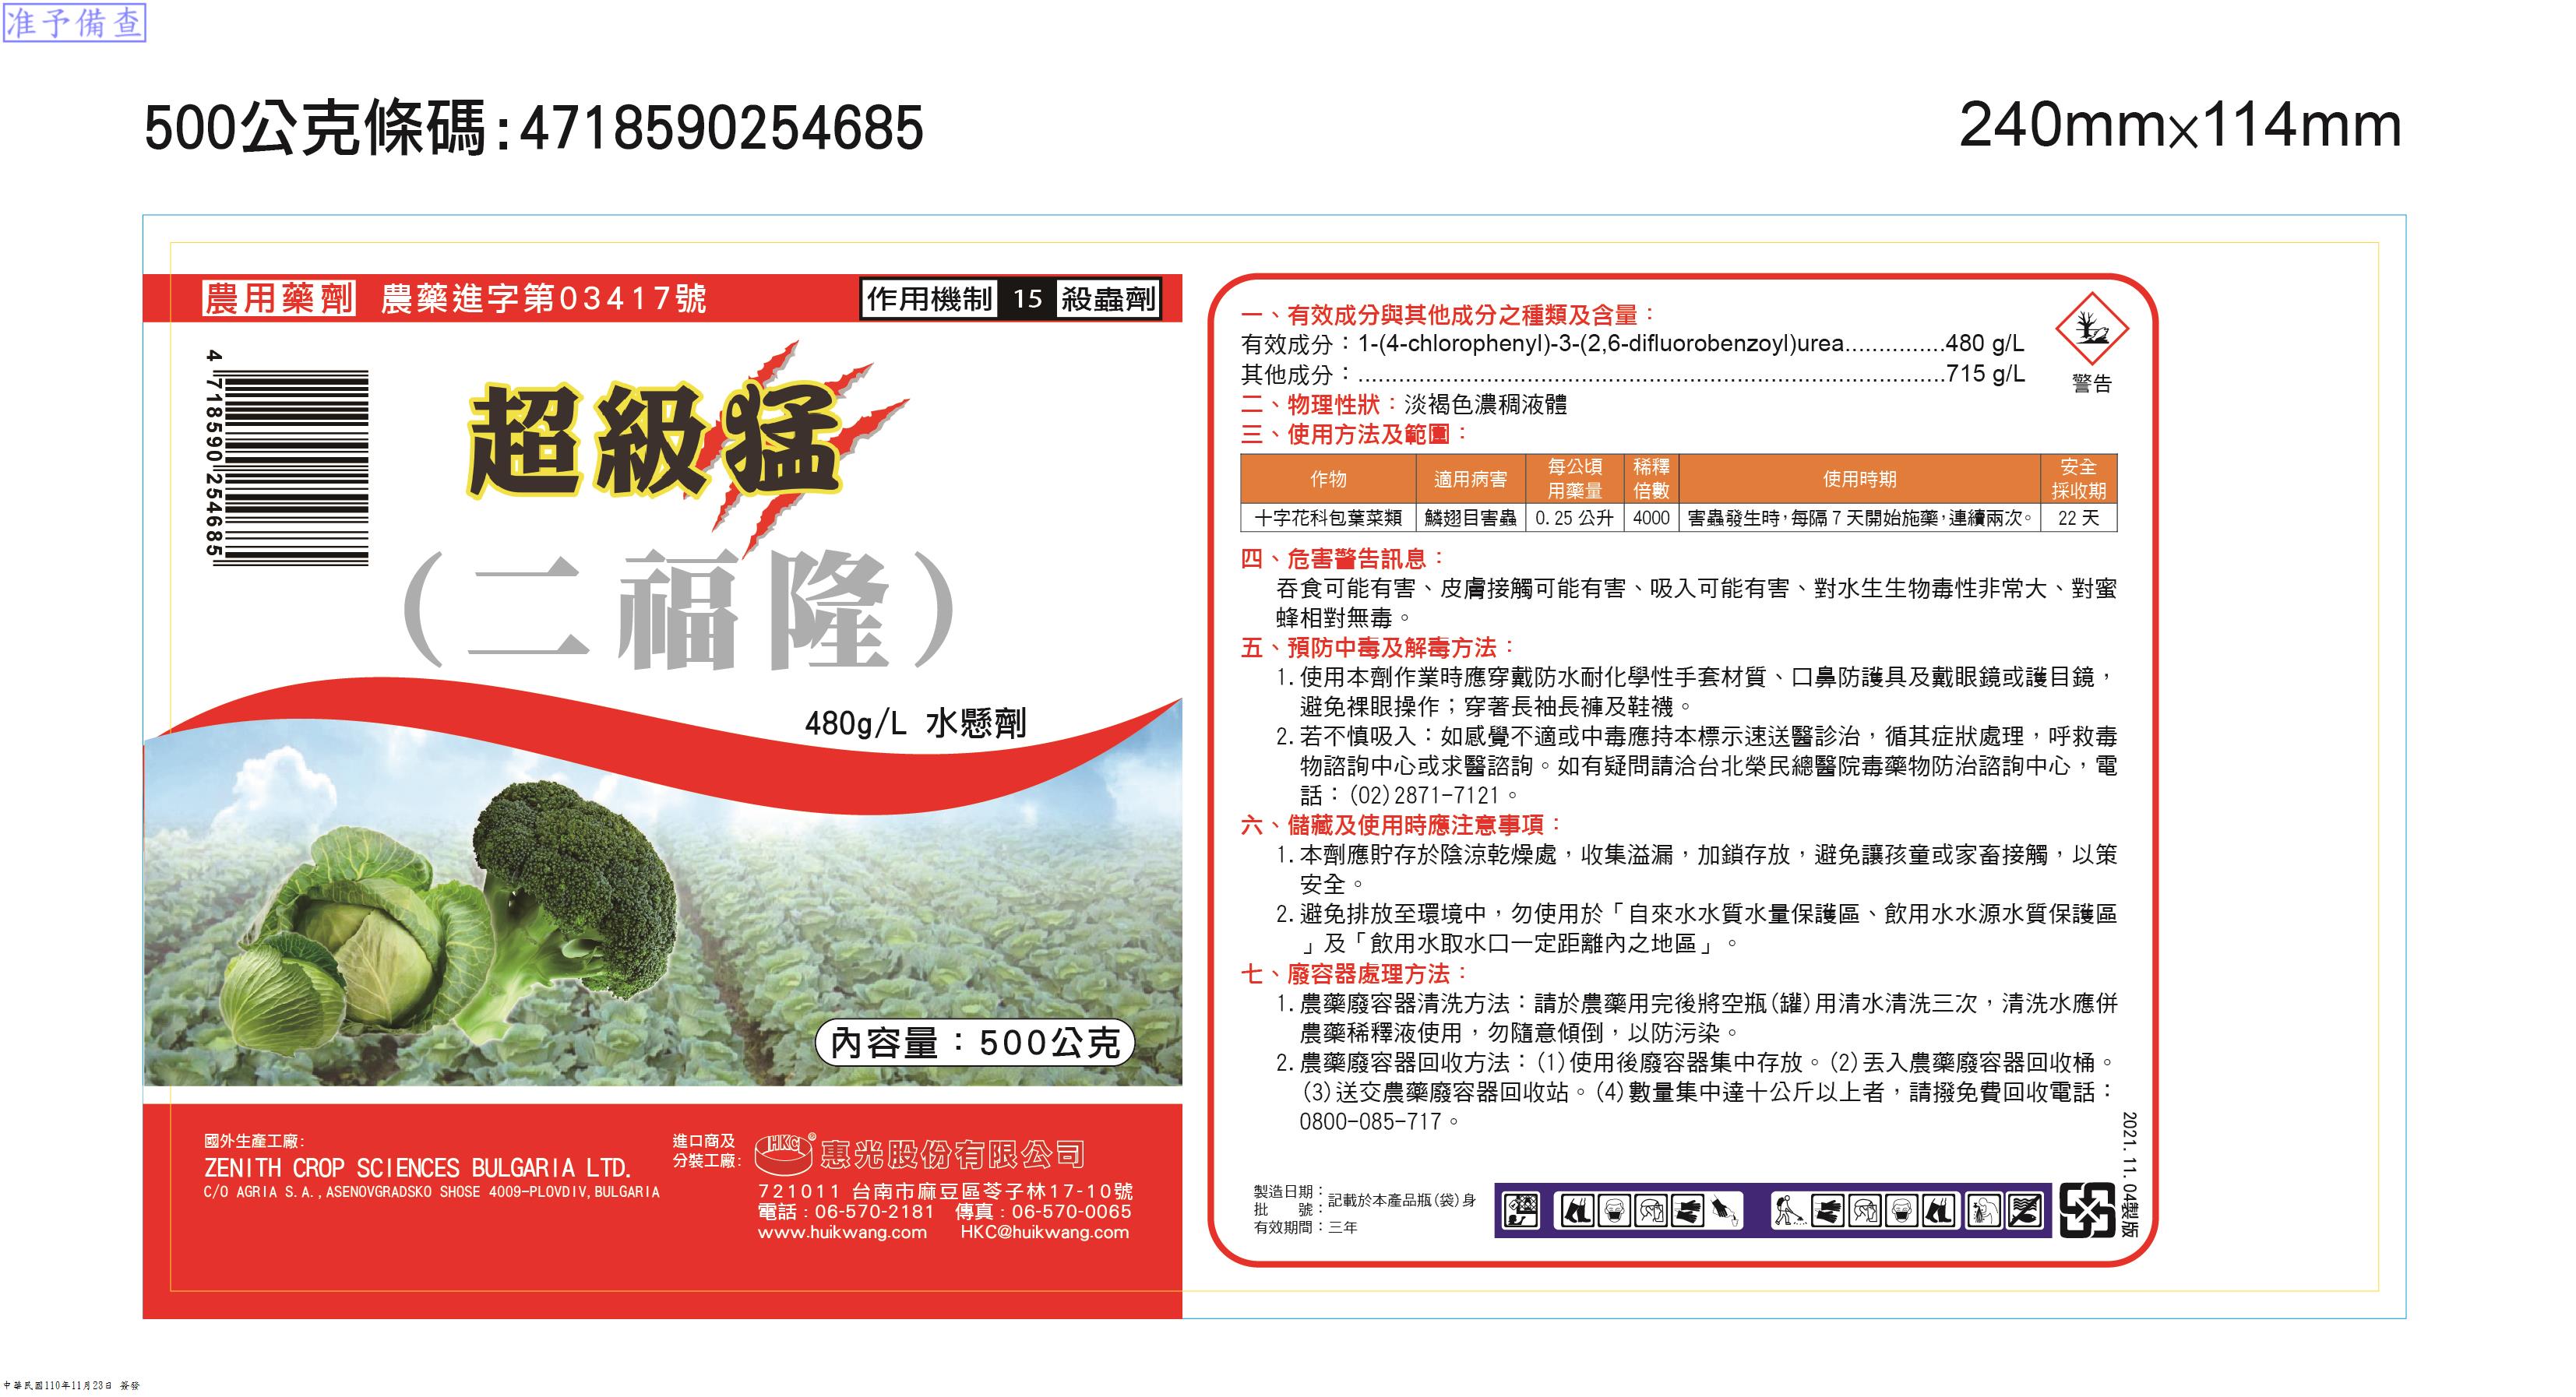 准予備查
500公克條碼:4718590254685
240mm×114mm
農用藥劑 農藥進字第03417號
作用機制 15 殺蟲劑
4 718590 254685
超級猛
(二福隆)
480g/L 水懸劑
內容量：500公克
國外生產工廠:
ZENITH CROP SCIENCES BULGARIA LTD.
C/O AGRIA S.A.,ASENOVGRADSKO SHOSE 4009-PLOVDIV,BULGARIA
進口商及
分裝工廠:
HKC 惠光股份有限公司
721011 台南市麻豆區苓子林17-10號
電話：06-570-2181 傳真：06-570-0065
www.huikwang.com HKC@huikwang.com
一、有效成分與其他成分之種類及含量：
有效成分：1-(4-chlorophenyl)-3-(2,6-difluorobenzoyl)urea...............480 g/L
其他成分：.......................................................................................715 g/L
警告
二、物理性狀：淡褐色濃稠液體
三、使用方法及範圍：
作物 適用病害 每公頃用藥量 稀釋倍數 使用時期 安全採收期
十字花科包葉菜類 鱗翅目害蟲 0.25公升 4000 害蟲發生時，每隔7天開始施藥，連續兩次。 22天
四、危害警告訊息：
吞食可能有害、皮膚接觸可能有害、吸入可能有害、對水生生物毒性非常大、對蜜
蜂相對無毒。
五、預防中毒及解毒方法：
1.使用本劑作業時應穿戴防水耐化學性手套材質、口鼻防護具及戴眼鏡或護目鏡，
避免裸眼操作；穿著長袖長褲及鞋襪。
2.若不慎吸入：如感覺不適或中毒應持本標示速送醫診治，循其症狀處理，呼救毒
物諮詢中心或求醫諮詢。如有疑問請洽台北榮民總醫院毒藥物防治諮詢中心，電
話：(02)2871-7121。
六、儲藏及使用時應注意事項：
1.本劑應貯存於陰涼乾燥處，收集溢漏，加鎖存放，避免讓孩童或家畜接觸，以策
安全。
2.避免排放至環境中，勿使用於「自來水水質水量保護區、飲用水水源水質保護區
」及「飲用水取水口一定距離內之地區」。
七、廢容器處理方法：
1.農藥廢容器清洗方法：請於農藥用完後將空瓶(罐)用清水清洗三次，清洗水應併
農藥稀釋液使用，勿隨意傾倒，以防污染。
2.農藥廢容器回收方法：(1)使用後廢容器集中存放。(2)丟入農藥廢容器回收桶。
(3)送交農藥廢容器回收站。(4)數量集中達十公斤以上者，請撥免費回收電話：
0800-085-717。
製造日期：
批　　號：記載於本產品瓶(袋)身
有效期間：三年
2021.11.04製版
中華民國110年11月23日 簽發